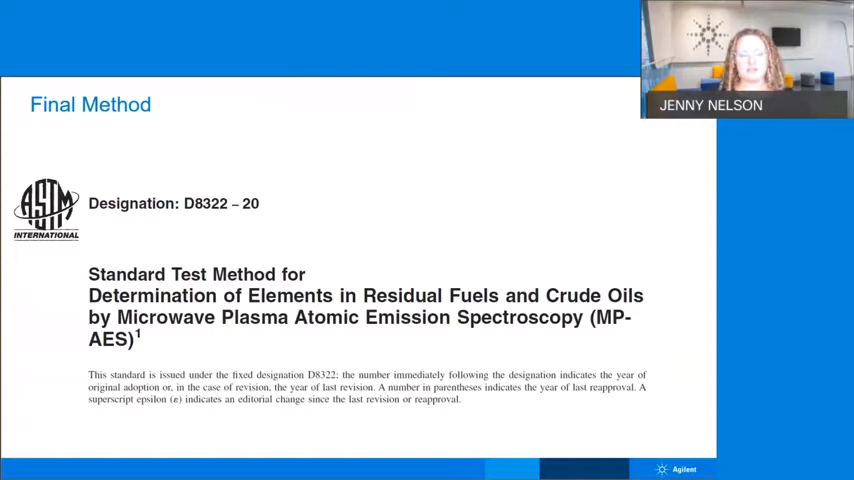 JENNY NELSON
Final Method
ASTM
INTERNATIONAL
Designation: D8322 – 20
Standard Test Method for
Determination of Elements in Residual Fuels and Crude Oils
by Microwave Plasma Atomic Emission Spectroscopy (MP-
AES)1
This standard is issued under the fixed designation D8322; the number immediately following the designation indicates the year of
original adoption or, in the case of revision, the year of last revision. A number in parentheses indicates the year of last reapproval. A
superscript epsilon (ε) indicates an editorial change since the last revision or reapproval.
Agilent